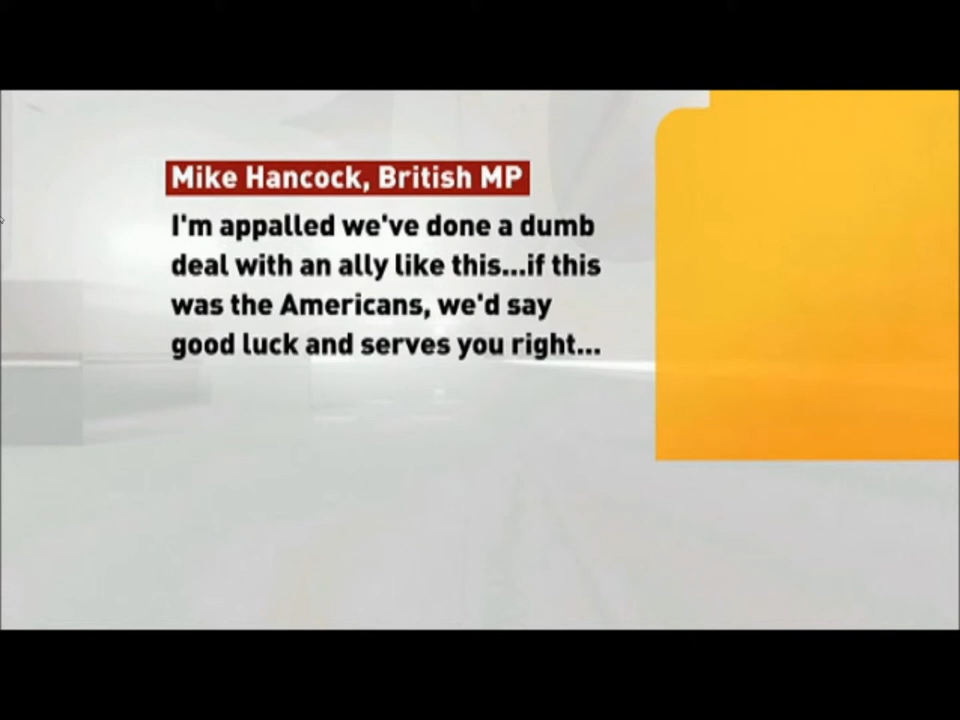 Mike Hancock, British MP
I'm appalled we've done a dumb
deal with an ally like this...if this
was the Americans, we'd say
good luck and serves you right...